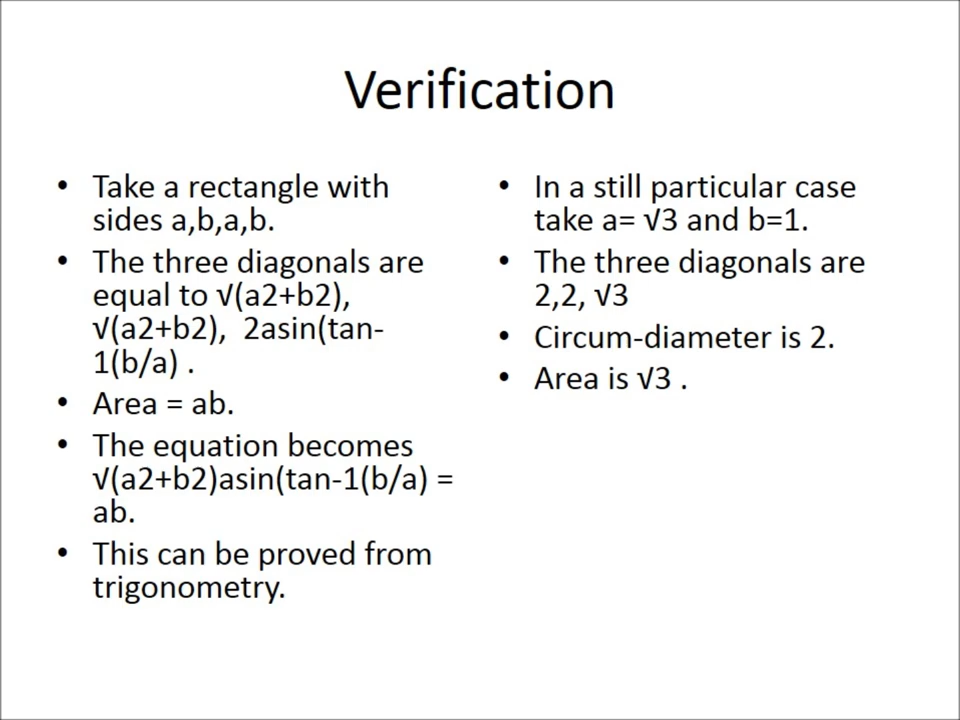 Verification
• Take a rectangle with
sides a,b,a,b.
• The three diagonals are
equal to √(a2+b2),
√(a2+b2), 2asin(tan-
1(b/a) .
• Area = ab.
• The equation becomes
√(a2+b2)asin(tan-1(b/a) =
ab.
• This can be proved from
trigonometry.
• In a still particular case
take a= √3 and b=1.
• The three diagonals are
2,2, √3
• Circum-diameter is 2.
• Area is √3 .